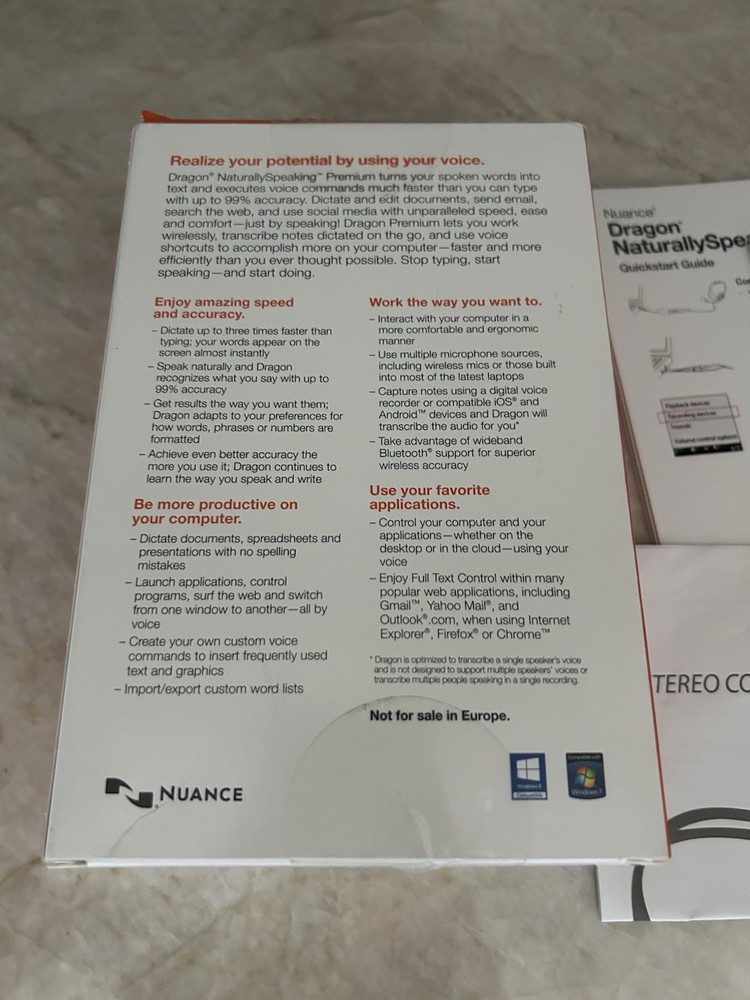 Realize your potential by using your voice.
Dragon® NaturallySpeaking™ Premium turns your spoken words into
text and executes voice commands much faster than you can type
with up to 99% accuracy. Dictate and edit documents, send email,
search the web, and use social media with unparalleled speed, ease
and comfort—just by speaking! Dragon Premium lets you work
wirelessly, transcribe notes dictated on the go, and use voice
shortcuts to accomplish more on your computer—faster and more
efficiently than you ever thought possible. Stop typing, start
speaking—and start doing.
Enjoy amazing speed
and accuracy.
– Dictate up to three times faster than
typing; your words appear on the
screen almost instantly
– Speak naturally and Dragon
recognizes what you say with up to
99% accuracy
– Get results the way you want them;
Dragon adapts to your preferences for
how words, phrases or numbers are
formatted
– Achieve even better accuracy the
more you use it; Dragon continues to
learn the way you speak and write
Be more productive on
your computer.
– Dictate documents, spreadsheets and
presentations with no spelling
mistakes
– Launch applications, control
programs, surf the web and switch
from one window to another—all by
voice
– Create your own custom voice
commands to insert frequently used
text and graphics
– Import/export custom word lists
Work the way you want to.
– Interact with your computer in a
more comfortable and ergonomic
manner
– Use multiple microphone sources,
including wireless mics or those built
into most of the latest laptops
– Capture notes using a digital voice
recorder or compatible iOS® and
Android™ devices and Dragon will
transcribe the audio for you*
– Take advantage of wideband
Bluetooth® support for superior
wireless accuracy
Use your favorite
applications.
– Control your computer and your
applications—whether on the
desktop or in the cloud—using your
voice
– Enjoy Full Text Control within many
popular web applications, including
Gmail™, Yahoo Mail®, and
Outlook®.com, when using Internet
Explorer®, Firefox® or Chrome™
* Dragon is optimized to transcribe a single speaker's voice
and is not designed to support multiple speakers' voices or
transcribe multiple people speaking in a single recording.
Not for sale in Europe.
NUANCE
Windows 8
Compatible
Compatible with
Windows 7
Nuance®
Dragon®
NaturallySpea
Quickstart Guide
Con
Playback devices
Recording devices
Sounds
Volume control options
TEREO CO